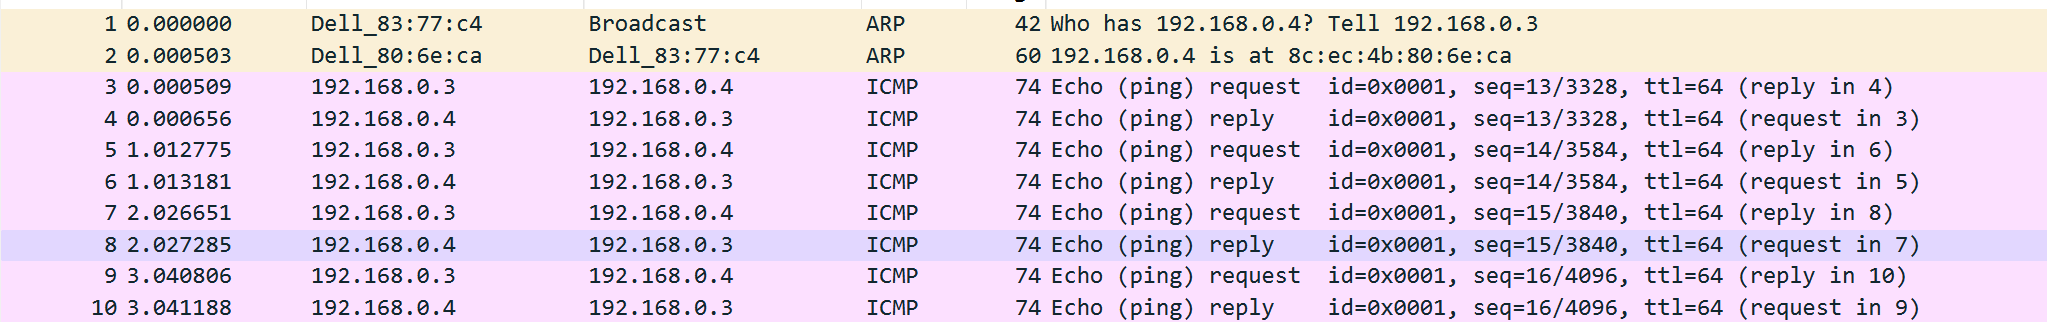 1 0.000000 Dell_83:77:c4 Broadcast ARP 42 Who has 192.168.0.4? Tell 192.168.0.3
2 0.000503 Dell_80:6e:ca Dell_83:77:c4 ARP 60 192.168.0.4 is at 8c:ec:4b:80:6e:ca
3 0.000509 192.168.0.3 192.168.0.4 ICMP 74 Echo (ping) request id=0x0001, seq=13/3328, ttl=64 (reply in 4)
4 0.000656 192.168.0.4 192.168.0.3 ICMP 74 Echo (ping) reply id=0x0001, seq=13/3328, ttl=64 (request in 3)
5 1.012775 192.168.0.3 192.168.0.4 ICMP 74 Echo (ping) request id=0x0001, seq=14/3584, ttl=64 (reply in 6)
6 1.013181 192.168.0.4 192.168.0.3 ICMP 74 Echo (ping) reply id=0x0001, seq=14/3584, ttl=64 (request in 5)
7 2.026651 192.168.0.3 192.168.0.4 ICMP 74 Echo (ping) request id=0x0001, seq=15/3840, ttl=64 (reply in 8)
8 2.027285 192.168.0.4 192.168.0.3 ICMP 74 Echo (ping) reply id=0x0001, seq=15/3840, ttl=64 (request in 7)
9 3.040806 192.168.0.3 192.168.0.4 ICMP 74 Echo (ping) request id=0x0001, seq=16/4096, ttl=64 (reply in 10)
10 3.041188 192.168.0.4 192.168.0.3 ICMP 74 Echo (ping) reply id=0x0001, seq=16/4096, ttl=64 (request in 9)